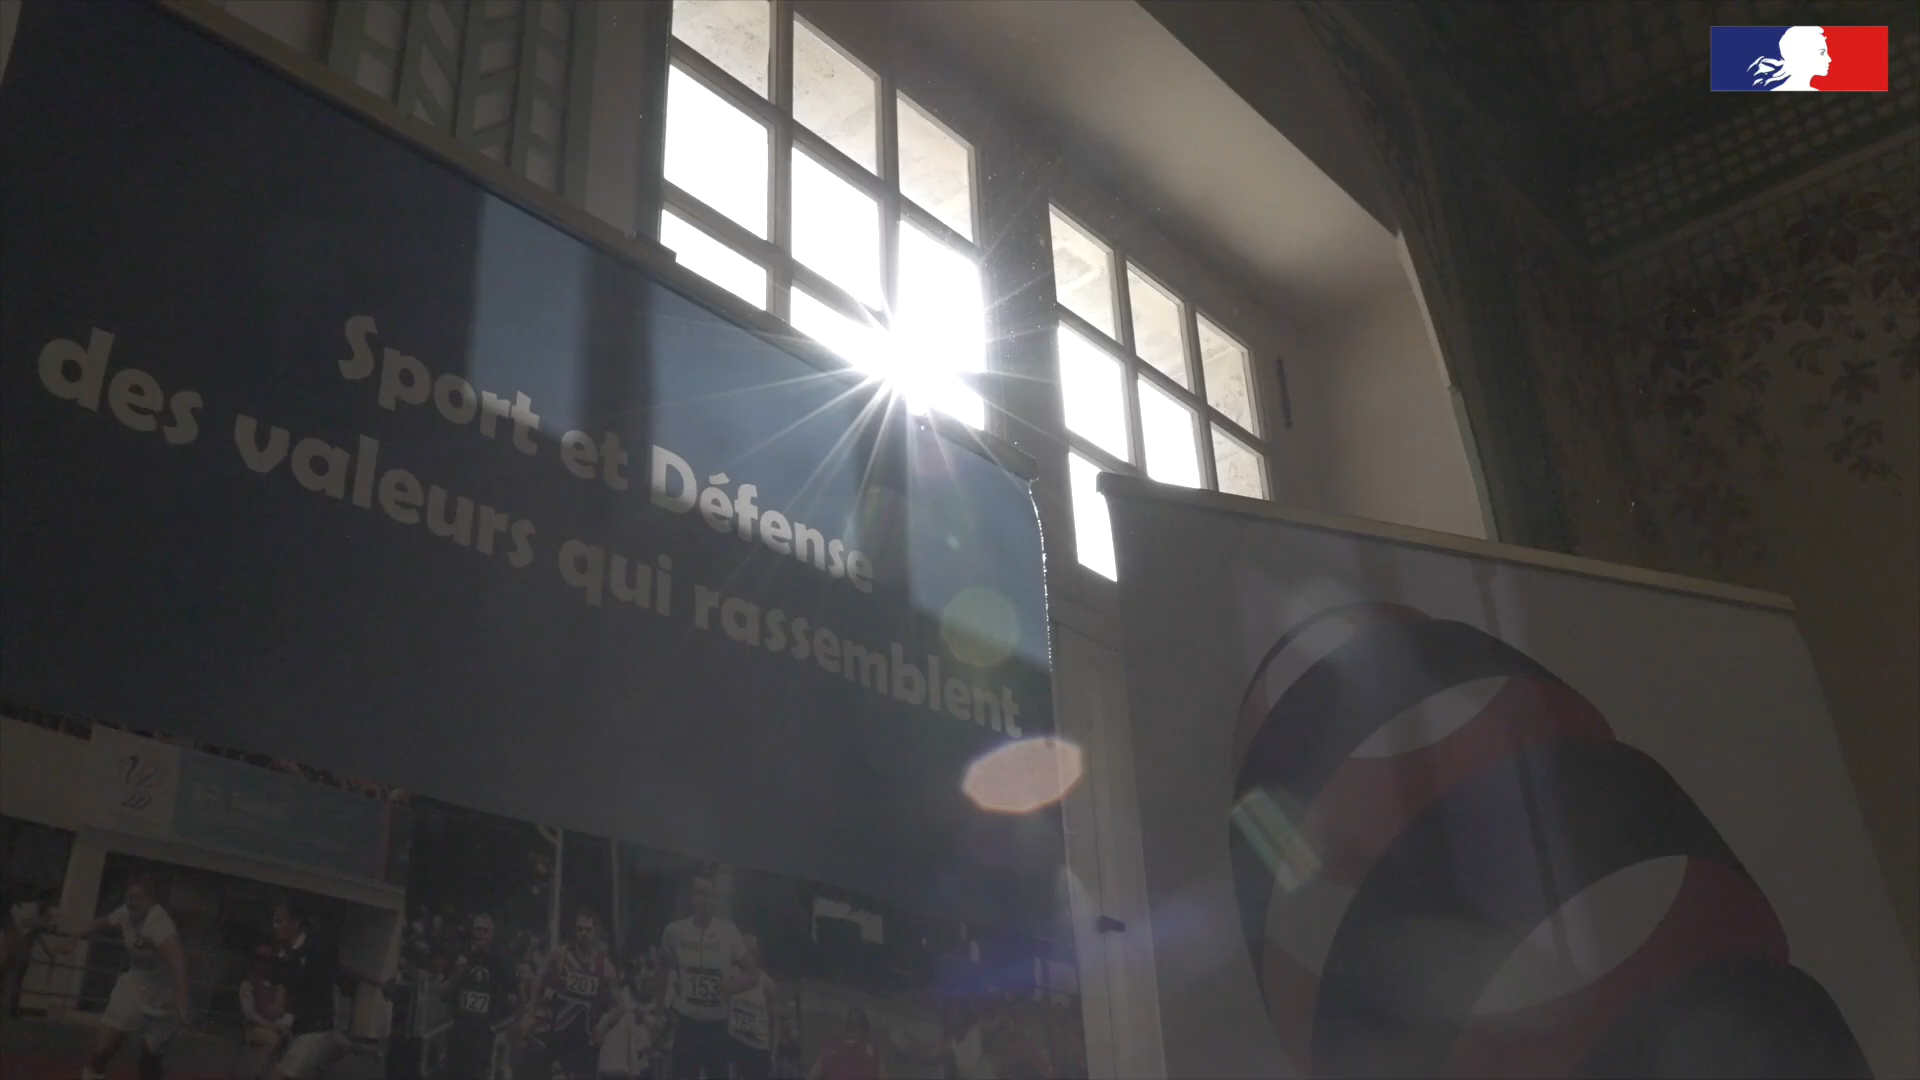 Sport et Défense
des valeurs qui rassemblent
127
201
153